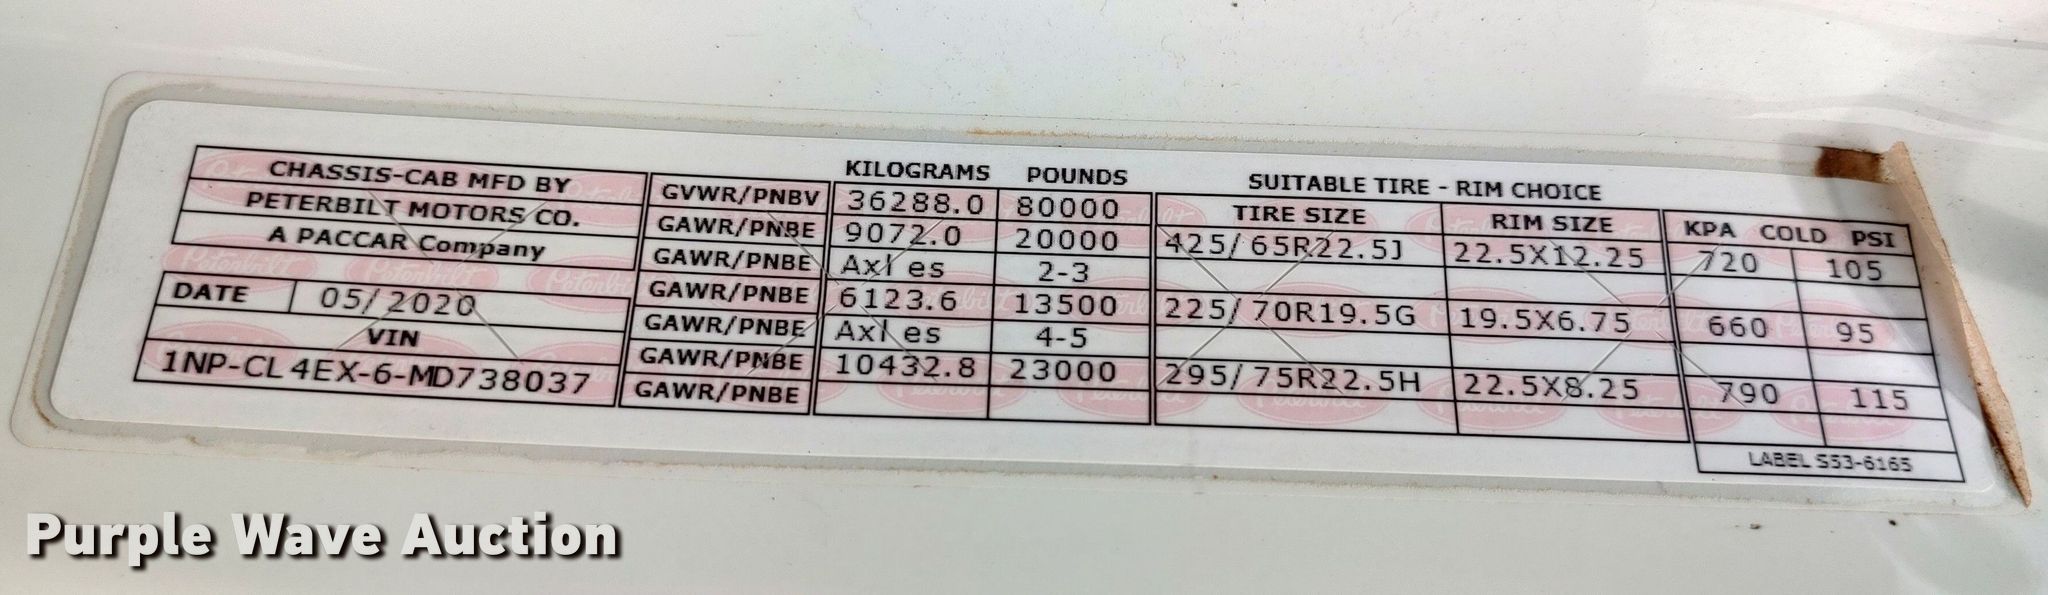 CHASSIS-CAB MFD BY
PETERBILT MOTORS CO.
A PACCAR Company
DATE 05/2020
VIN
1NP-CL4EX-6-MD738037
KILOGRAMS POUNDS
GVWR/PNBV 36288.0 80000
GAWR/PNBE 9072.0 20000
GAWR/PNBE Axles 2-3
GAWR/PNBE 6123.6 13500
GAWR/PNBE Axles 4-5
GAWR/PNBE 10432.8 23000
GAWR/PNBE
SUITABLE TIRE - RIM CHOICE
TIRE SIZE RIM SIZE KPA COLD PSI
425/65R22.5J 22.5X12.25 720 105
225/70R19.5G 19.5X6.75 660 95
295/75R22.5H 22.5X8.25 790 115
LABEL S53-6165
Purple Wave Auction